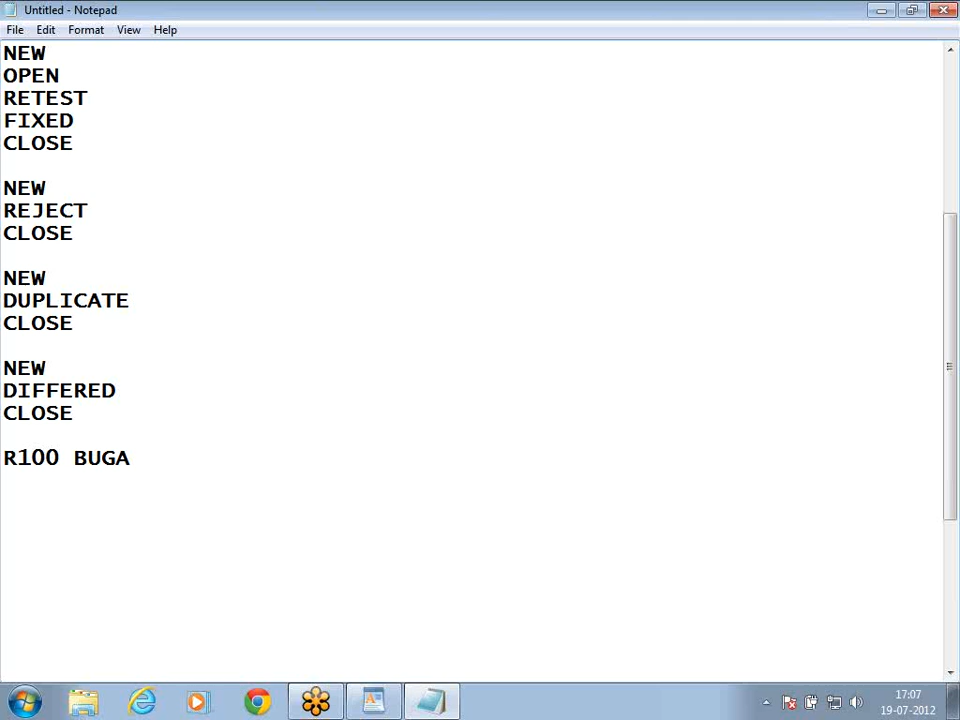 Untitled - Notepad
File Edit Format View Help
NEW
OPEN
RETEST
FIXED
CLOSE
NEW
REJECT
CLOSE
NEW
DUPLICATE
CLOSE
NEW
DIFFERED
CLOSE
R100 BUGA
17:07
19-07-2012